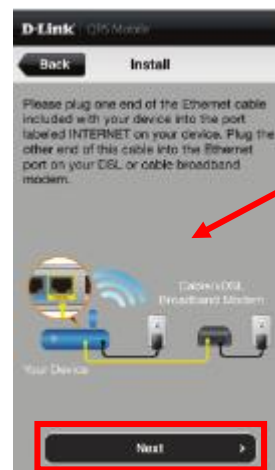 D-Link QRS Mobile
Back Install
Please plug one end of the Ethernet cable
included with your device into the port
labeled INTERNET on your device. Plug the
other end of this cable into the Ethernet
port on your DSL or cable broadband
modem.
Cable/xDSL
Broadband Modem
Your Device
Next